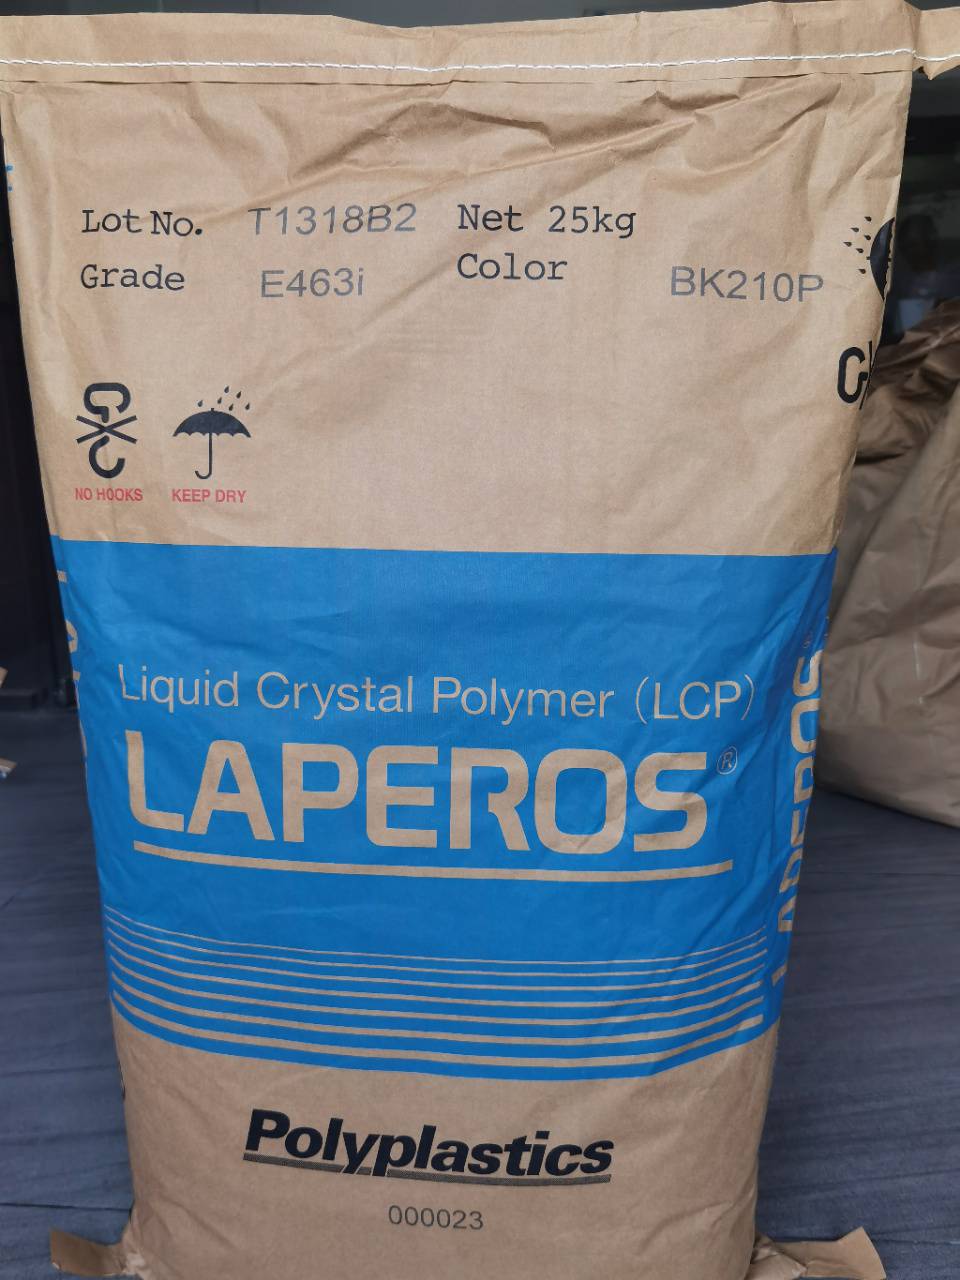 Lot No. T1318B2 Net 25kg
Grade E463i Color BK210P
NO HOOKS KEEP DRY
Liquid Crystal Polymer (LCP)
LAPEROS®
LAPEROS®
Polyplastics
000023